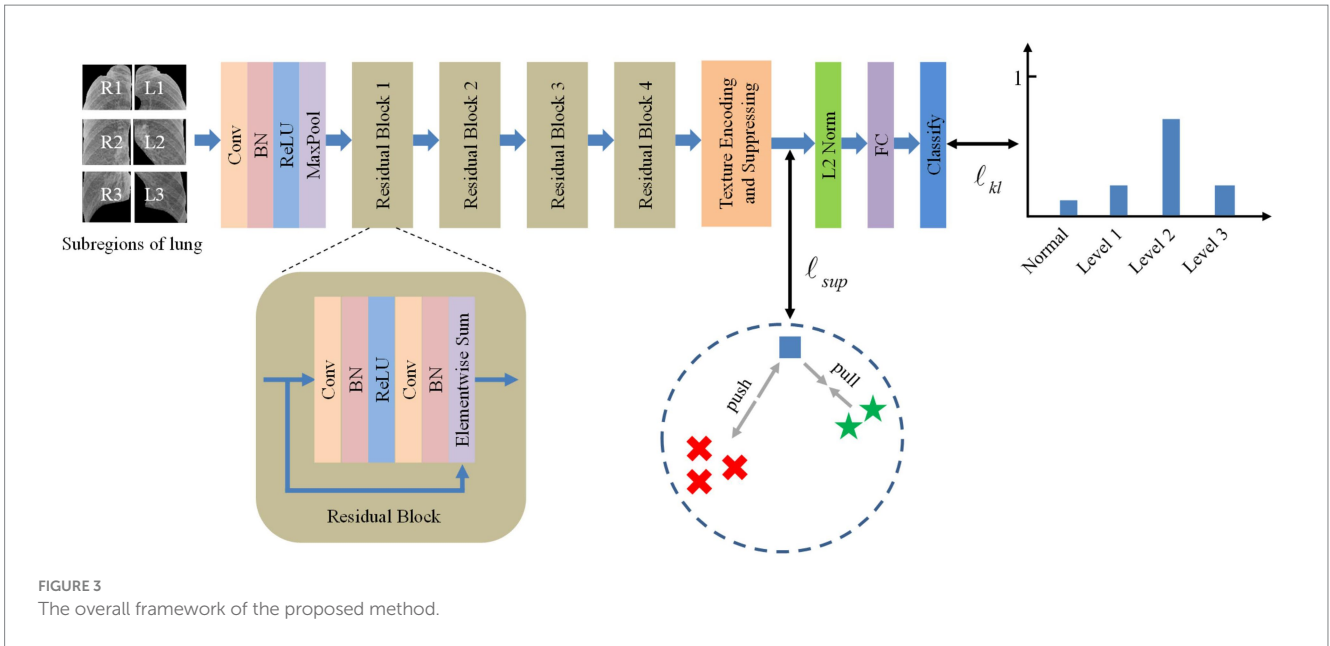 R1 L1
R2 L2
R3 L3
Subregions of lung
Conv
BN
ReLU
MaxPool
Residual Block 1
Residual Block 2
Residual Block 3
Residual Block 4
Texture Encoding
and Suppressing
L2 Norm
FC
Classify
ℓkl
1
Normal
Level 1
Level 2
Level 3
ℓsup
push
pull
Conv
BN
ReLU
Conv
BN
Elementwise Sum
Residual Block
FIGURE 3
The overall framework of the proposed method.